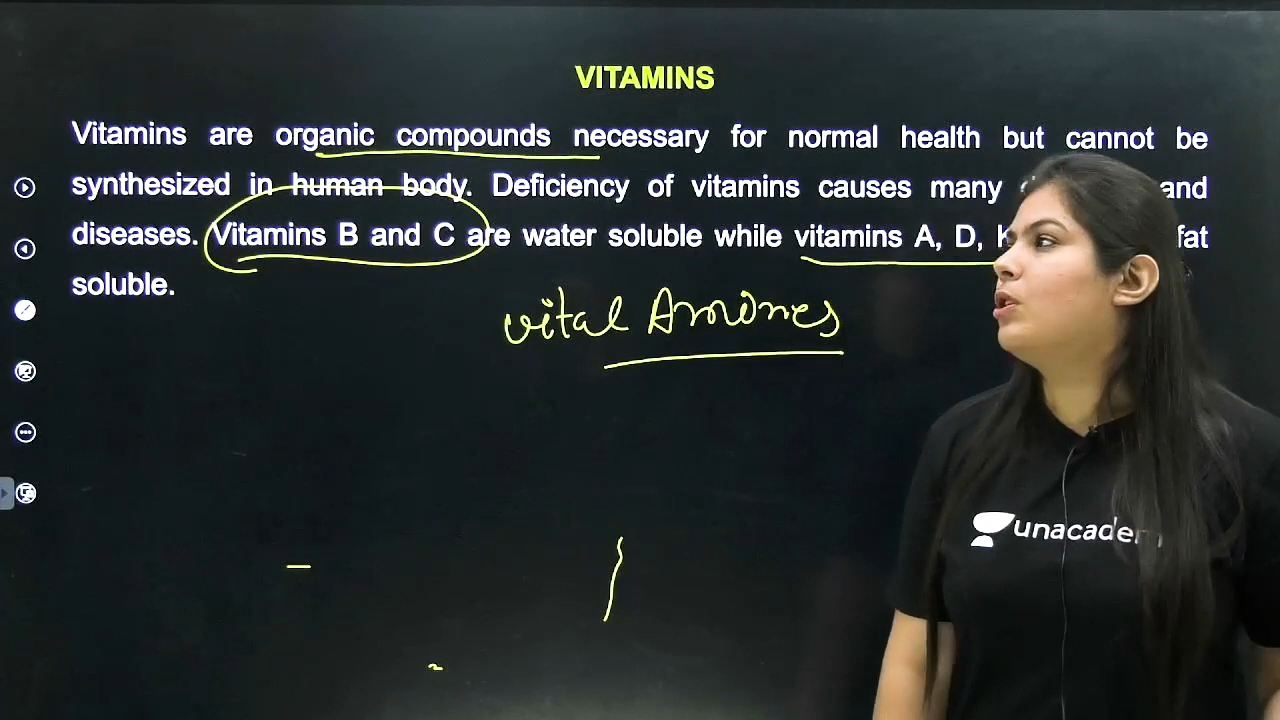 VITAMINS
Vitamins are organic compounds necessary for normal health but cannot be
synthesized in human body. Deficiency of vitamins causes many and
diseases. Vitamins B and C are water soluble while vitamins A, D, K fat
soluble.
vital Amines
unacadem